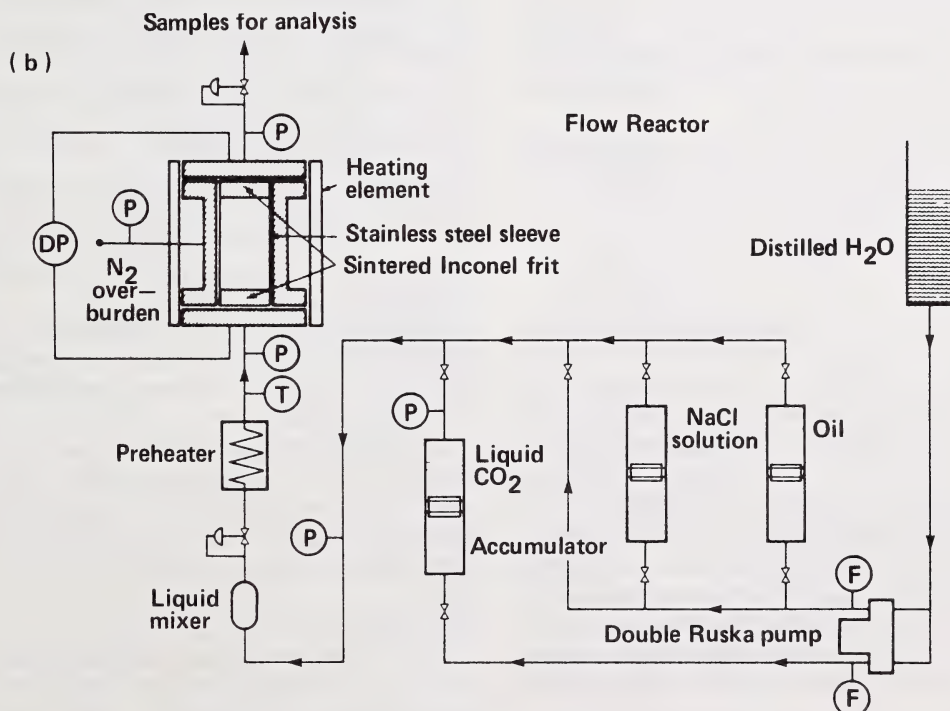 Samples for analysis
(b)
P
Flow Reactor
Heating
element
P
DP
Stainless steel sleeve
Distilled H₂O
N₂
over—
burden
Sintered Inconel frit
P
T
P
NaCl
solution
Oil
Preheater
Liquid
CO₂
P
Accumulator
F
Liquid
mixer
Double Ruska pump
F